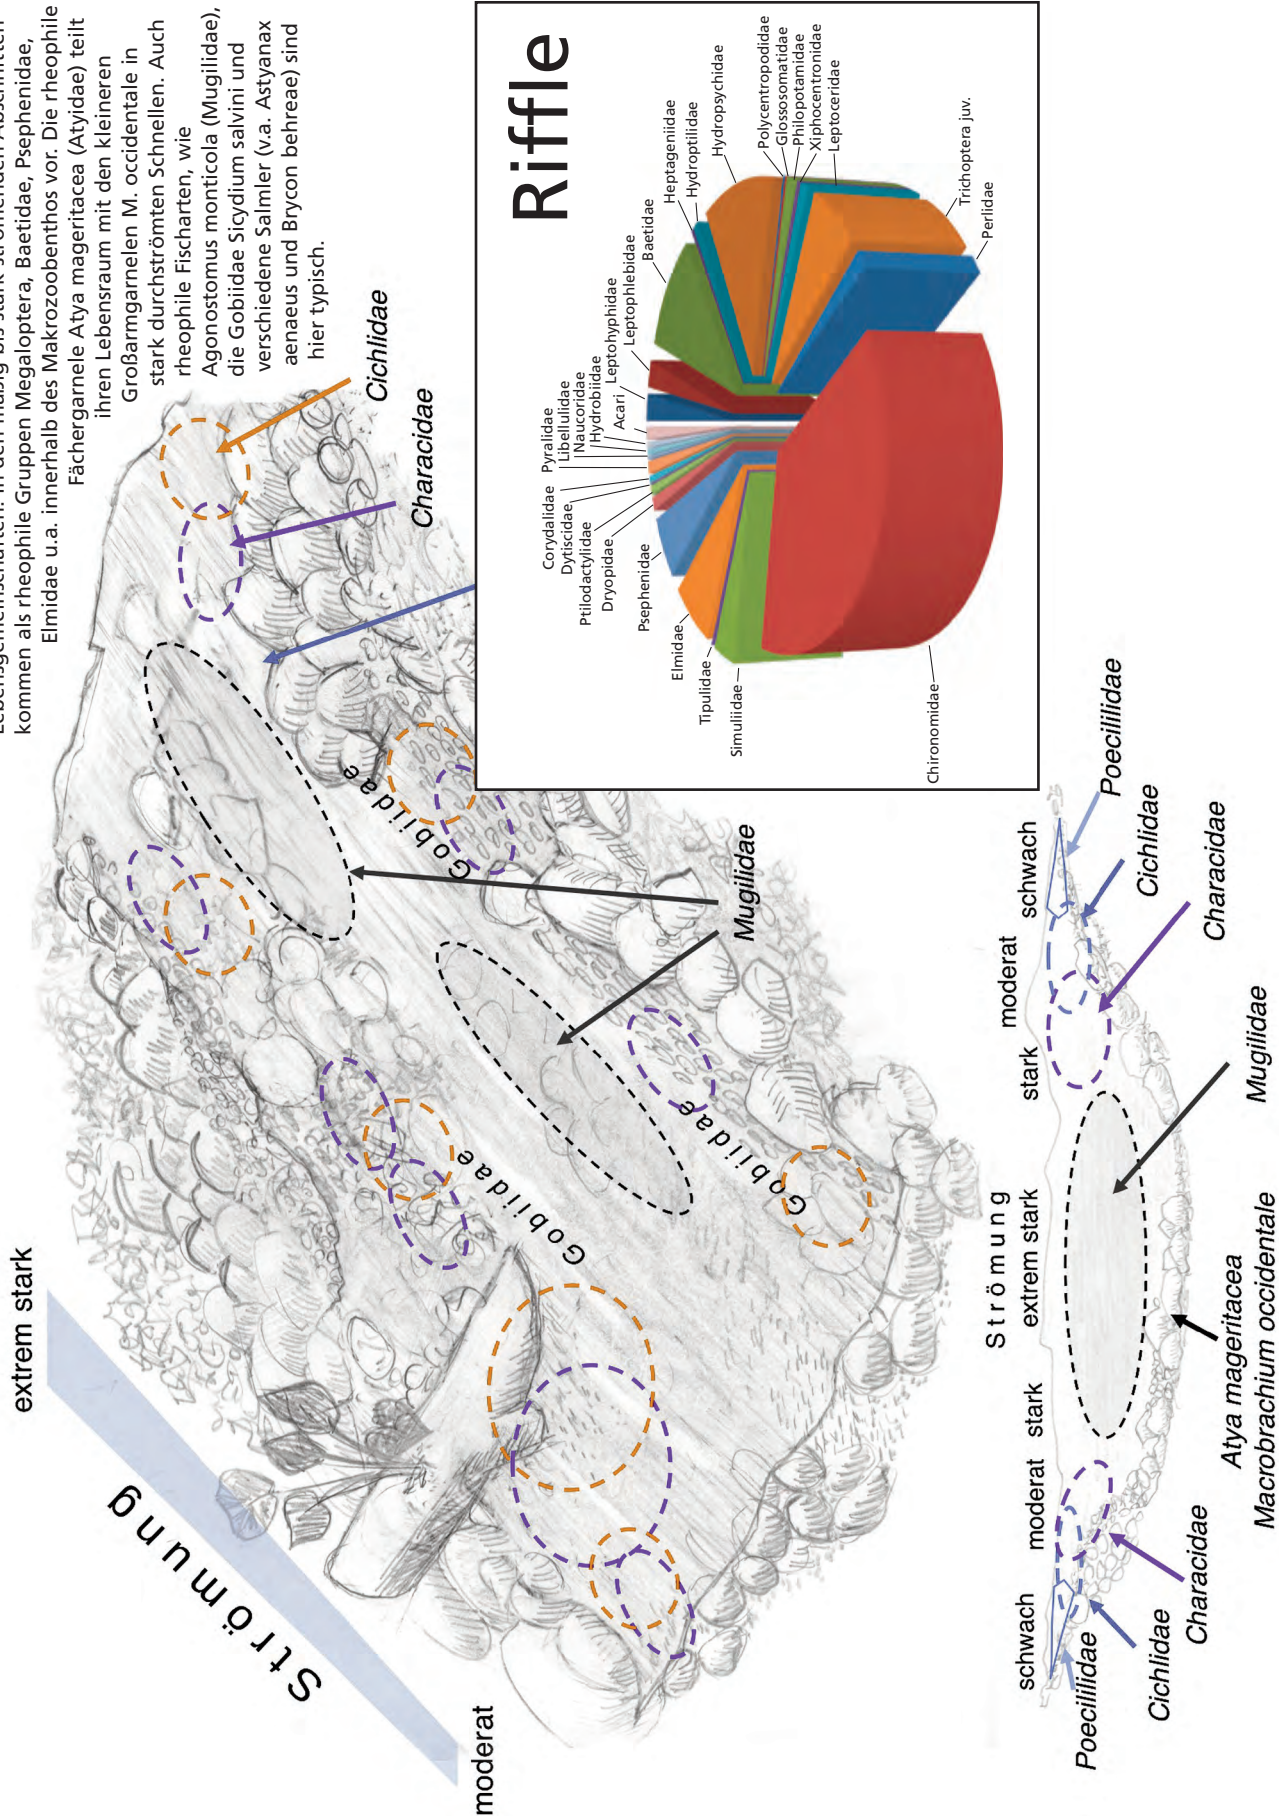 kommen als rheophile Gruppen Megaloptera, Baetidae, Psephenidae,
Elmidae u.a. innerhalb des Makrozoobenthos vor. Die rheophile
Fächergarnele Atya mageritacea (Atyidae) teilt
ihren Lebensraum mit den kleineren
Großarmgarnelen M. occidentale in
stark durchströmten Schnellen. Auch
rheophile Fischarten, wie
Agonostomus monticola (Mugilidae),
die Gobiidae Sicydium salvini und
verschiedene Salmler (v.a. Astyanax
aenaeus und Brycon behreae) sind
hier typisch.
extrem stark
Strömung
moderat
Cichlidae
Characidae
Gobiidae
Gobiidae
Gobiidae
Mugilidae
Riffle
Corydalidae
Dytiscidae
Ptilodactylidae
Dryopidae
Psephenidae
Elmidae
Tipulidae
Simuliidae
Chironomidae
Pyralidae
Libellulidae
Naucoridae
Hydrobiidae
Acari
Leptohyphidae
Leptophlebidae
Baetidae
Heptageniidae
Hydroptilidae
Hydropsychidae
Polycentropodidae
Glossosomatidae
Philopotamidae
Xiphocentronidae
Leptoceridae
Trichoptera juv.
Perlidae
Strömung
schwach
moderat
stark
extrem stark
stark
moderat
schwach
Poecililidae
Cichlidae
Characidae
Atya mageritacea
Macrobrachium occidentale
Mugilidae
Characidae
Cichlidae
Poecililidae